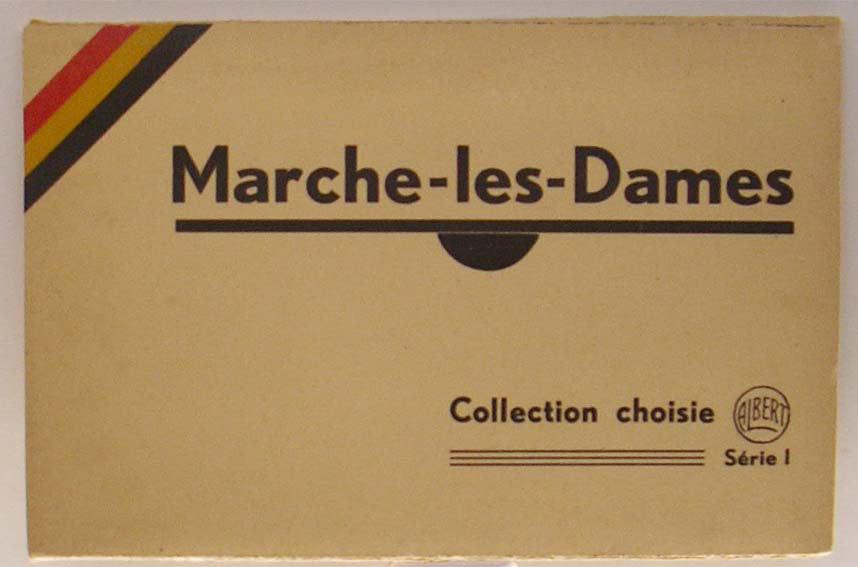 Marche-les-Dames
Collection choisie
ALBERT
Série I